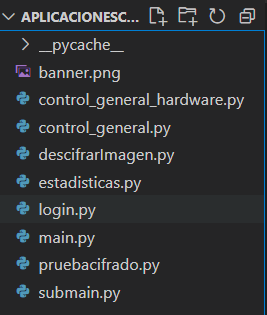 APLICACIONESC...
__pycache__
banner.png
control_general_hardware.py
control_general.py
descifrarImagen.py
estadisticas.py
login.py
main.py
pruebacifrado.py
submain.py